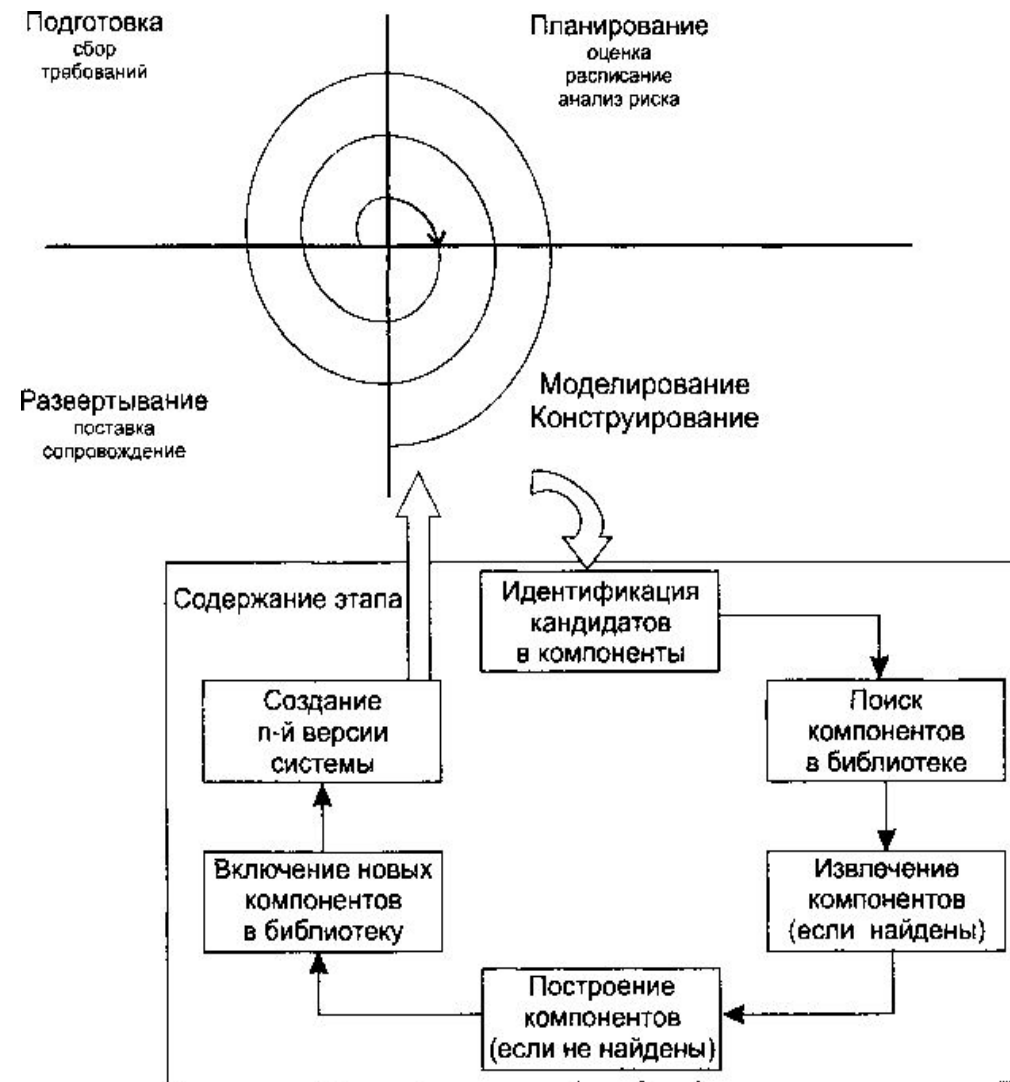 Подготовка
сбор
требований
Планирование
оценка
расписание
анализ риска
Развертывание
поставка
сопровождение
Моделирование
Конструирование
Содержание этапа
Идентификация
кандидатов
в компоненты
Поиск
компонентов
в библиотеке
Извлечение
компонентов
(если найдены)
Построение
компонентов
(если не найдены)
Включение новых
компонентов
в библиотеку
Создание
n-й версии
системы